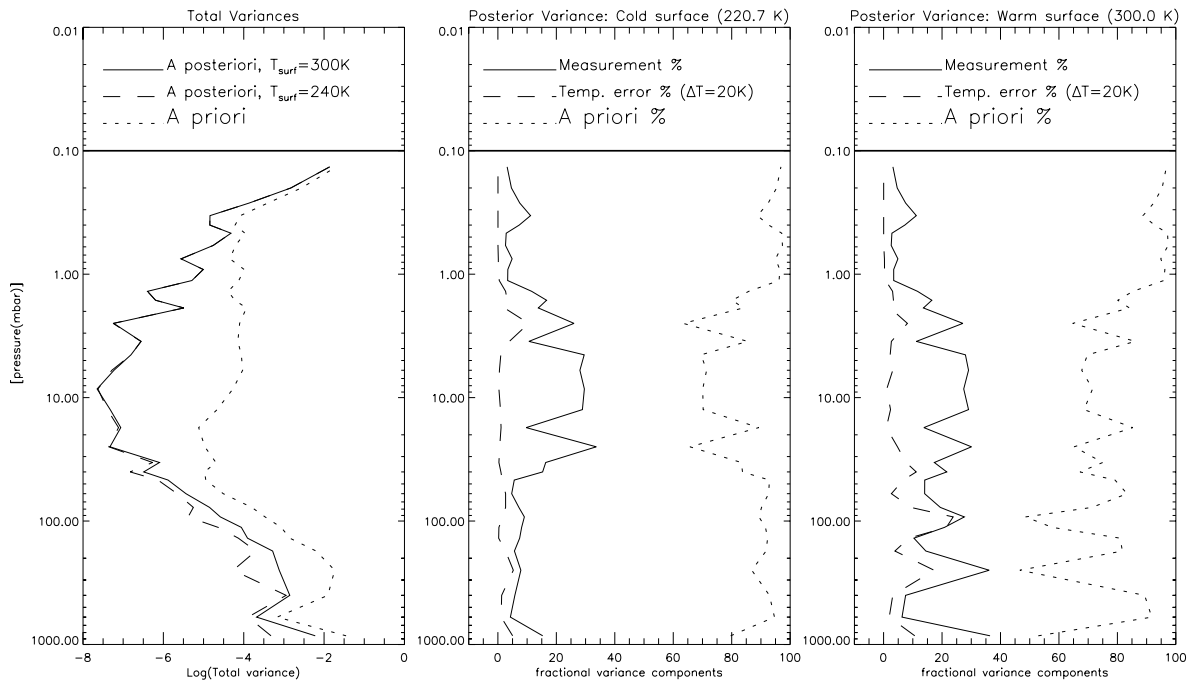 Total Variances
0.01
A posteriori, Tsurf=300K
A posteriori, Tsurf=240K
A priori
0.10
1.00
10.00
100.00
1000.00
[pressure(mbar)]
-8
-6
-4
-2
0
Log(Total variance)
Posterior Variance: Cold surface (220.7 K)
0.01
Measurement %
Temp. error % (ΔT=20K)
A priori %
0.10
1.00
10.00
100.00
1000.00
0
20
40
60
80
100
fractional variance components
Posterior Variance: Warm surface (300.0 K)
0.01
Measurement %
Temp. error % (ΔT=20K)
A priori %
0.10
1.00
10.00
100.00
1000.00
0
20
40
60
80
100
fractional variance components